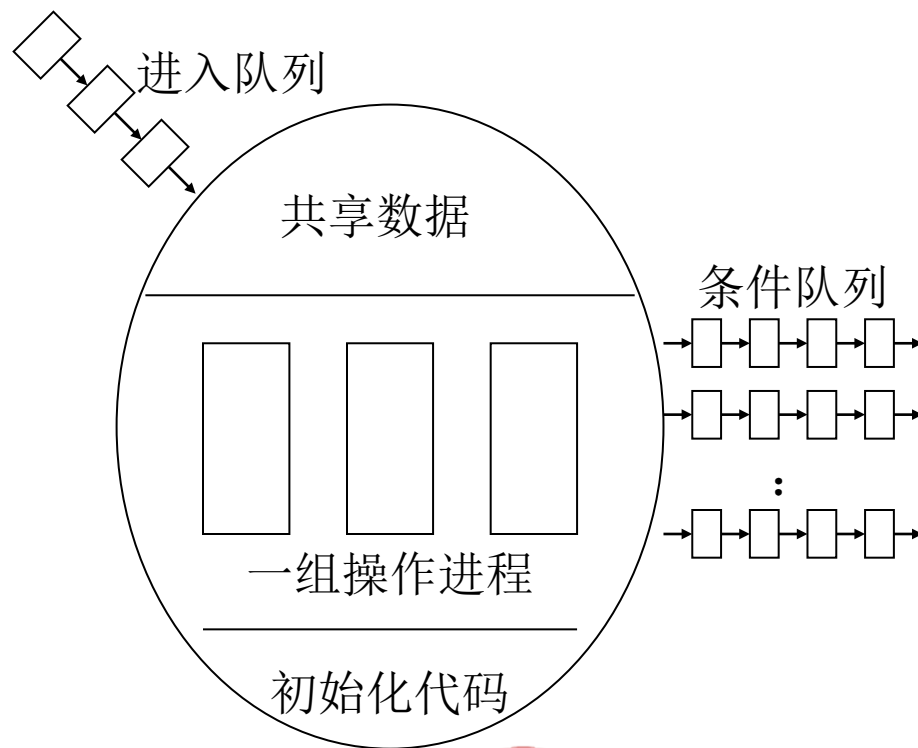 进入队列
共享数据
条件队列
一组操作进程
初始化代码